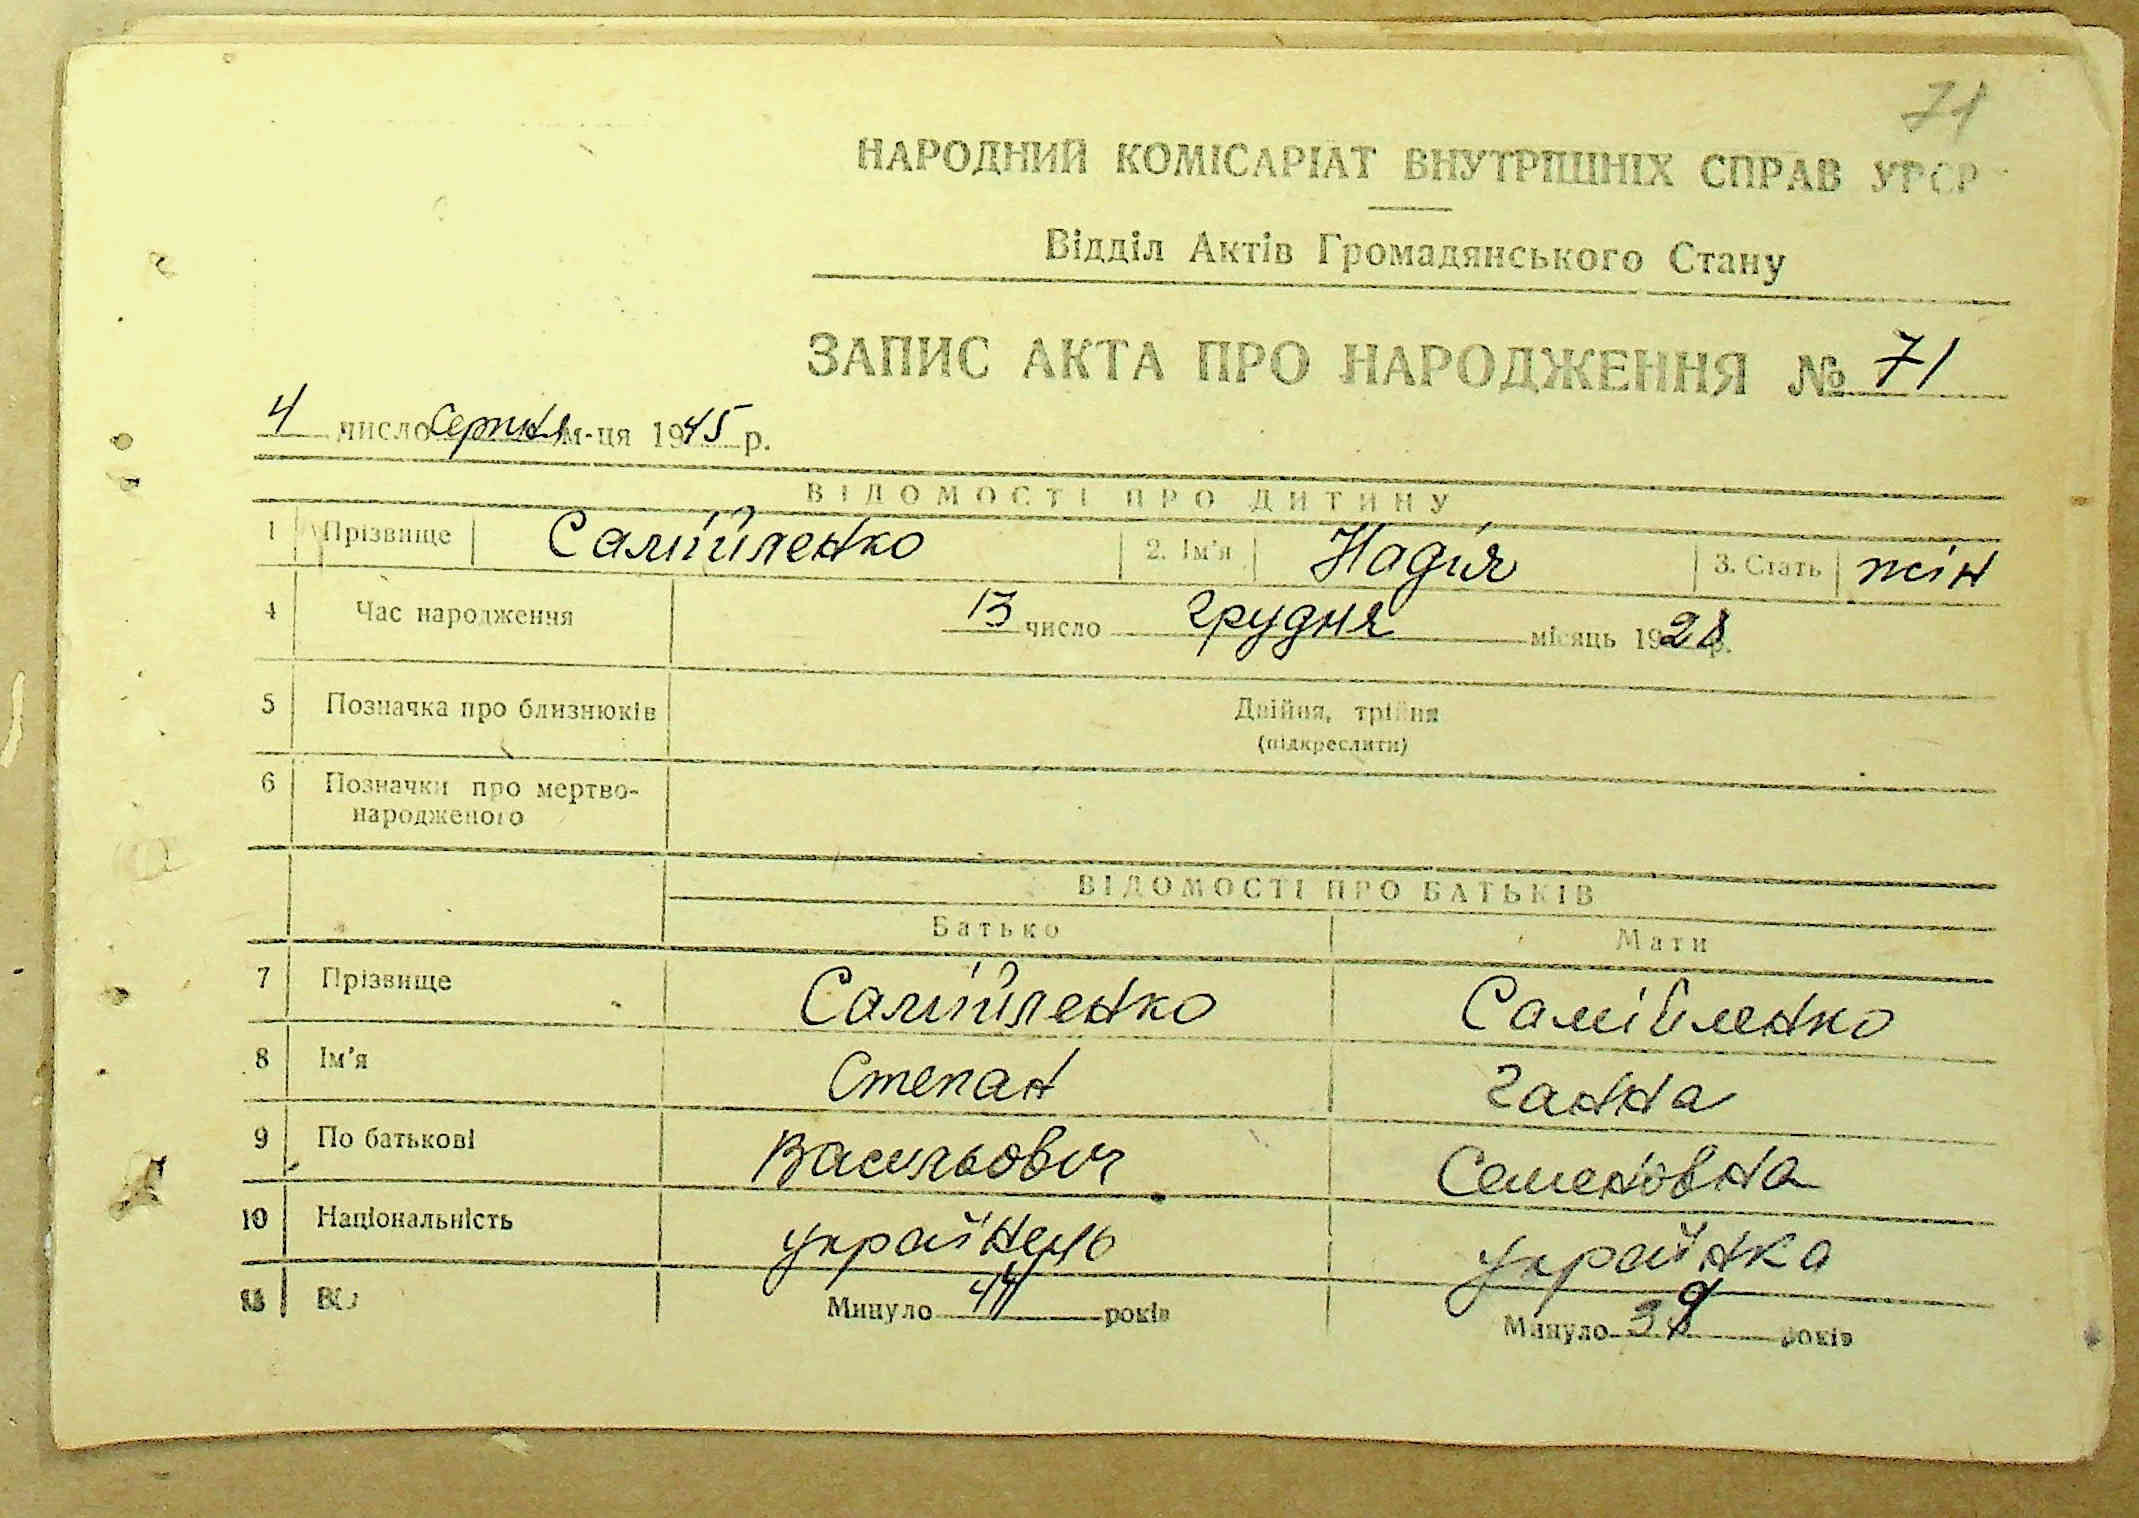 71
НАРОДНИЙ КОМІСАРІАТ ВНУТРІШНІХ СПРАВ УРСР
Відділ Актів Громадянського Стану
ЗАПИС АКТА ПРО НАРОДЖЕННЯ № 71
4 число серпня м-ця 1945 р.
ВІДОМОСТІ ПРО ДИТИНУ
1 Прізвище Самійленко 2. Ім'я Надія 3. Стать жін
4 Час народження 13 число грудня місяць 1928 р.
5 Позначка про близнюків Двійня, трійня
(підкреслити)
6 Позначки про мертво-
народженого
ВІДОМОСТІ ПРО БАТЬКІВ
Батько Мати
7 Прізвище Самійленко Самійленко
8 Ім'я Степан Ганна
9 По батькові Васильович Семеновна
10 Національність украйнець украйнка
Минуло 44 років Минуло 39 років